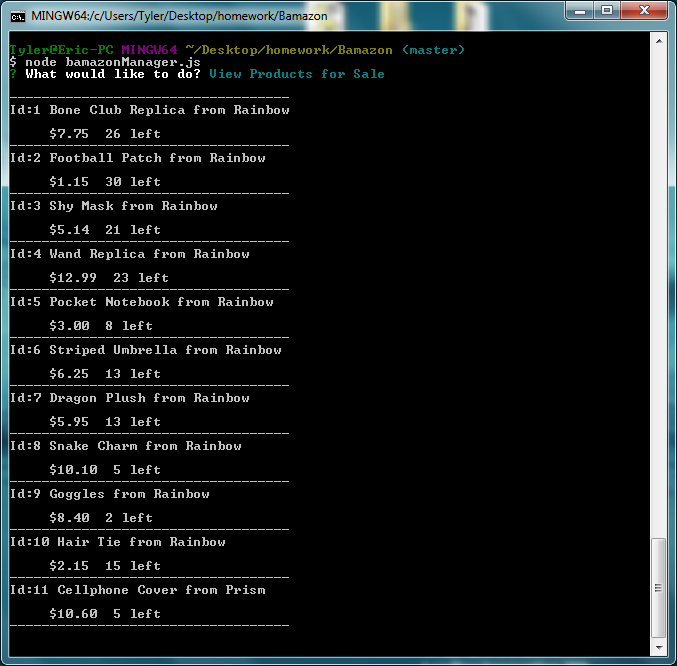 MINGW64:/c/Users/Tyler/Desktop/homework/Bamazon
Tyler@Eric-PC MINGW64 ~/Desktop/homework/Bamazon (master)
$ node bamazonManager.js
? What would like to do? View Products for Sale
-----------------------------------
Id:1 Bone Club Replica from Rainbow
$7.75 26 left
-----------------------------------
Id:2 Football Patch from Rainbow
$1.15 30 left
-----------------------------------
Id:3 Shy Mask from Rainbow
$5.14 21 left
-----------------------------------
Id:4 Wand Replica from Rainbow
$12.99 23 left
-----------------------------------
Id:5 Pocket Notebook from Rainbow
$3.00 8 left
-----------------------------------
Id:6 Striped Umbrella from Rainbow
$6.25 13 left
-----------------------------------
Id:7 Dragon Plush from Rainbow
$5.95 13 left
-----------------------------------
Id:8 Snake Charm from Rainbow
$10.10 5 left
-----------------------------------
Id:9 Goggles from Rainbow
$8.40 2 left
-----------------------------------
Id:10 Hair Tie from Rainbow
$2.15 15 left
-----------------------------------
Id:11 Cellphone Cover from Prism
$10.60 5 left
-----------------------------------